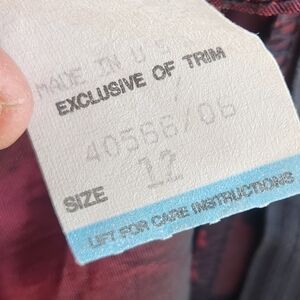 MADE IN U S
EXCLUSIVE OF TRIM
40566/06
SIZE 12
LIFT FOR CARE INSTRUCTIONS